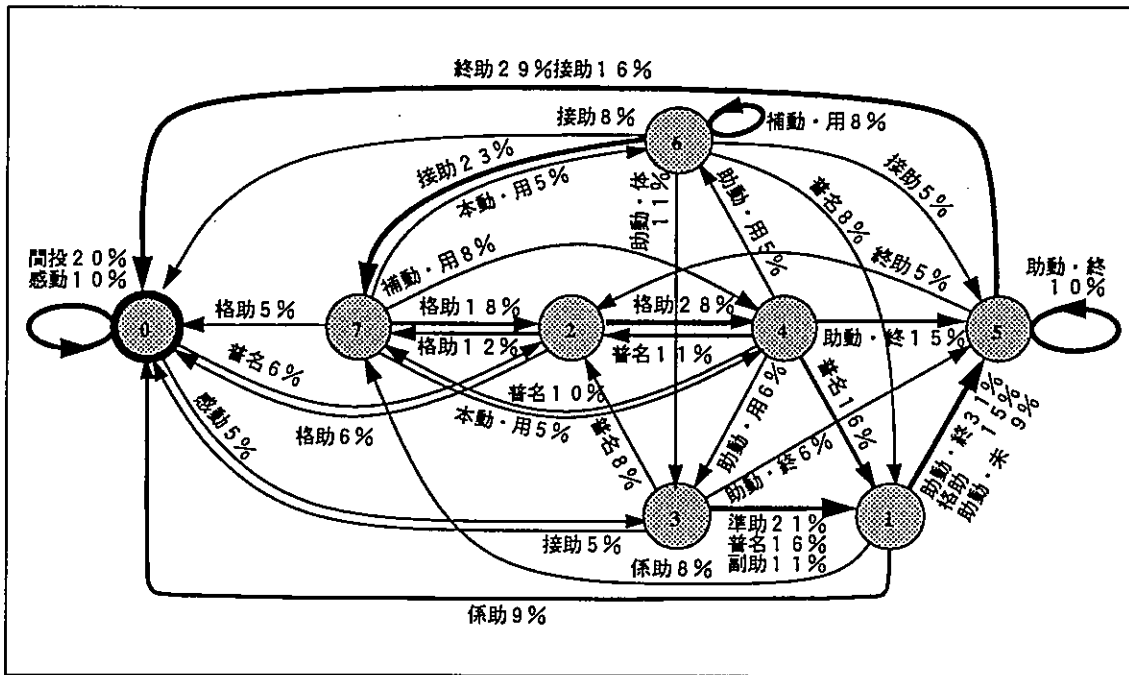 終助29%接助16%
接助8%
補動・用8%
接助23%
本動・用5%
助動・体
11%
助動・用5%
普名8%
接助5%
間投20%
感動10%
補動・用8%
終助5%
助動・終
10%
6
0
7
2
4
5
3
1
格助5%
格助18%
格助12%
格助28%
普名11%
助動・終15%
普名6%
格助6%
普名10%
本動・用5%
感動5%
普名8%
助動・用6%
普名16%
助動・終6%
助動・終31%
格助 15%
助動・未 9%
接助5%
準助21%
普名16%
副助11%
係助8%
係助9%